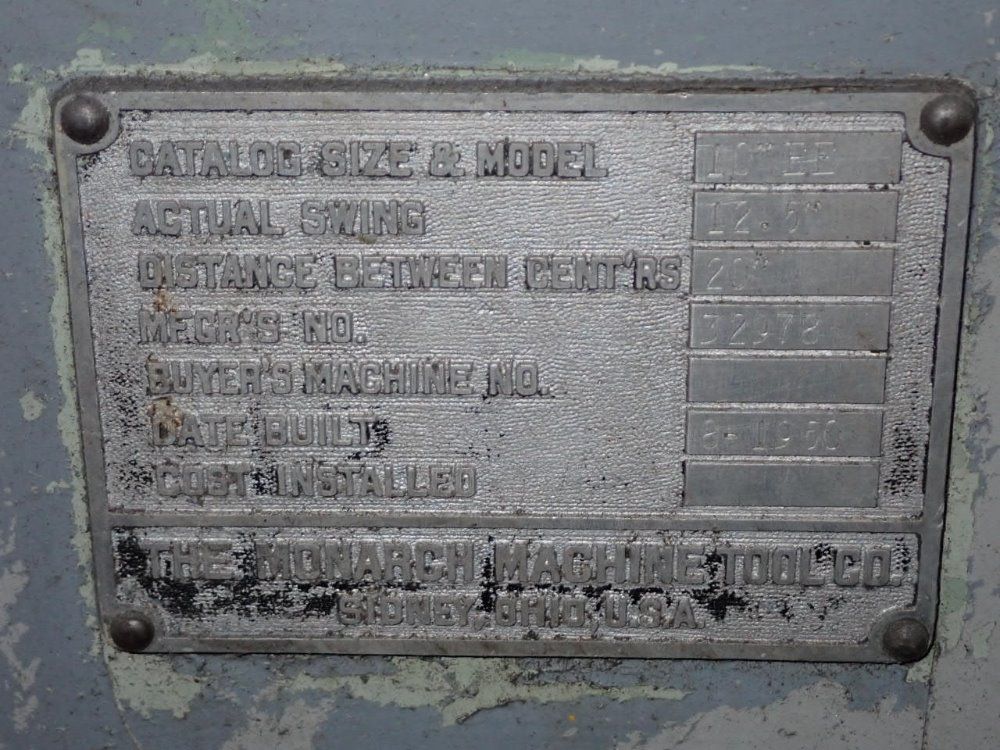 CATALOG SIZE & MODEL 10" EE
ACTUAL SWING 12.5"
DISTANCE BETWEEN CENT'RS 20"
MFGR'S NO. 32978
BUYER'S MACHINE NO.
DATE BUILT 8-1950
COST INSTALLED
THE MONARCH MACHINE TOOL CO.
SIDNEY, OHIO, U.S.A.